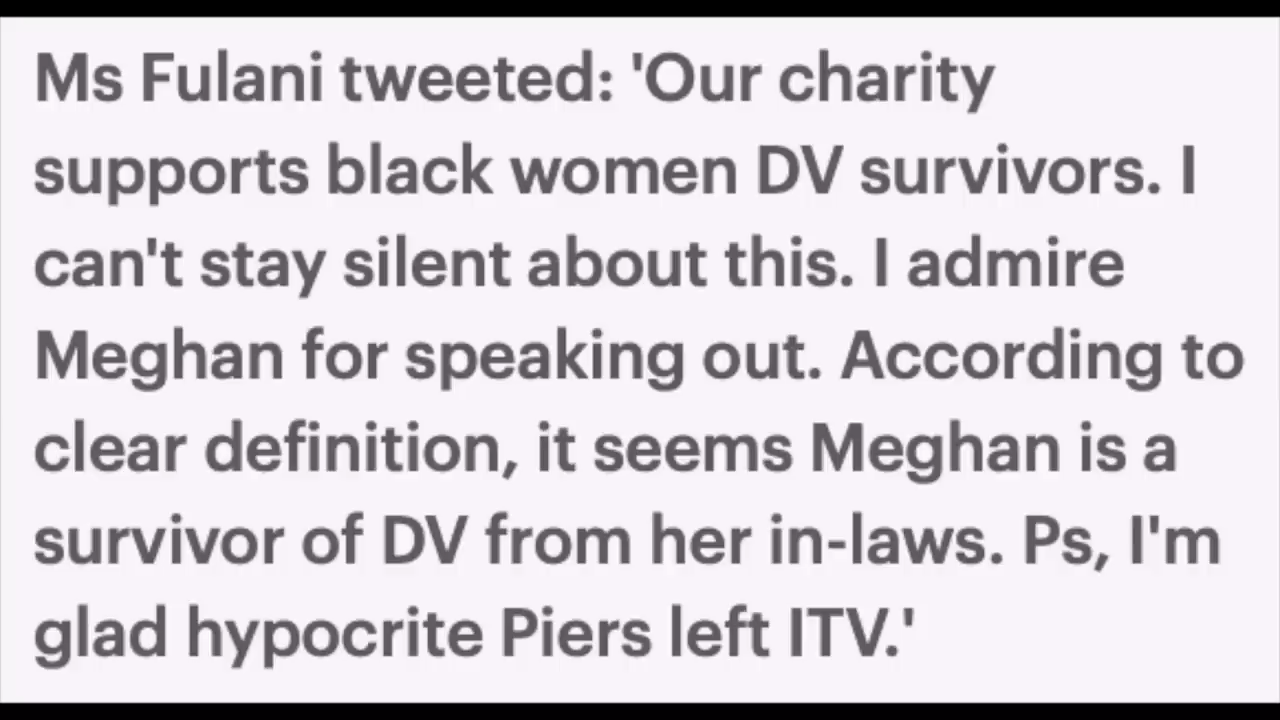 Ms Fulani tweeted: 'Our charity
supports black women DV survivors. I
can't stay silent about this. I admire
Meghan for speaking out. According to
clear definition, it seems Meghan is a
survivor of DV from her in-laws. Ps, I'm
glad hypocrite Piers left ITV.'